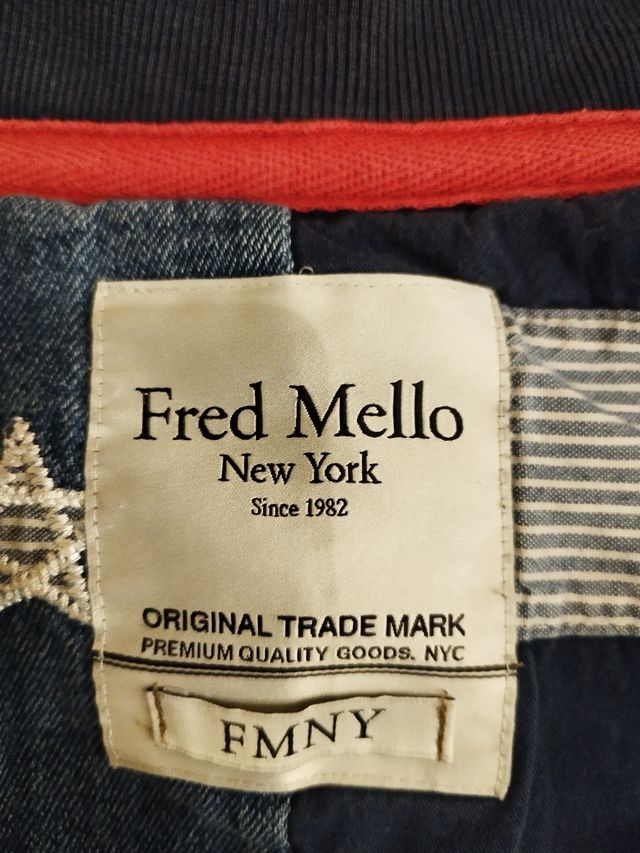 Fred Mello
New York
Since 1982
ORIGINAL TRADE MARK
PREMIUM QUALITY GOODS. NYC
FMNY